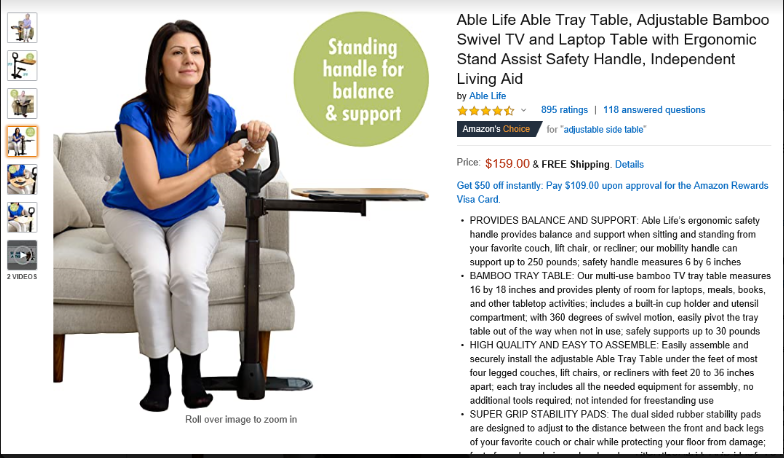 Standing
handle for
balance
& support
2 VIDEOS
Roll over image to zoom in
Able Life Able Tray Table, Adjustable Bamboo
Swivel TV and Laptop Table with Ergonomic
Stand Assist Safety Handle, Independent
Living Aid
by Able Life
895 ratings | 118 answered questions
Amazon's Choice for "adjustable side table"
Price: $159.00 & FREE Shipping. Details
Get $50 off instantly: Pay $109.00 upon approval for the Amazon Rewards
Visa Card.
• PROVIDES BALANCE AND SUPPORT: Able Life's ergonomic safety
handle provides balance and support when sitting and standing from
your favorite couch, lift chair, or recliner; our mobility handle can
support up to 250 pounds; safety handle measures 6 by 6 inches
• BAMBOO TRAY TABLE: Our multi-use bamboo TV tray table measures
16 by 18 inches and provides plenty of room for laptops, meals, books,
and other tabletop activities; includes a built-in cup holder and utensil
compartment; with 360 degrees of swivel motion, easily pivot the tray
table out of the way when not in use; safely supports up to 30 pounds
• HIGH QUALITY AND EASY TO ASSEMBLE: Easily assemble and
securely install the adjustable Able Tray Table under the feet of most
four legged couches, lift chairs, or recliners with feet 20 to 36 inches
apart; each tray includes all the needed equipment for assembly, no
additional tools required; not intended for freestanding use
• SUPER GRIP STABILITY PADS: The dual sided rubber stability pads
are designed to adjust to the distance between the front and back legs
of your favorite couch or chair while protecting your floor from damage;